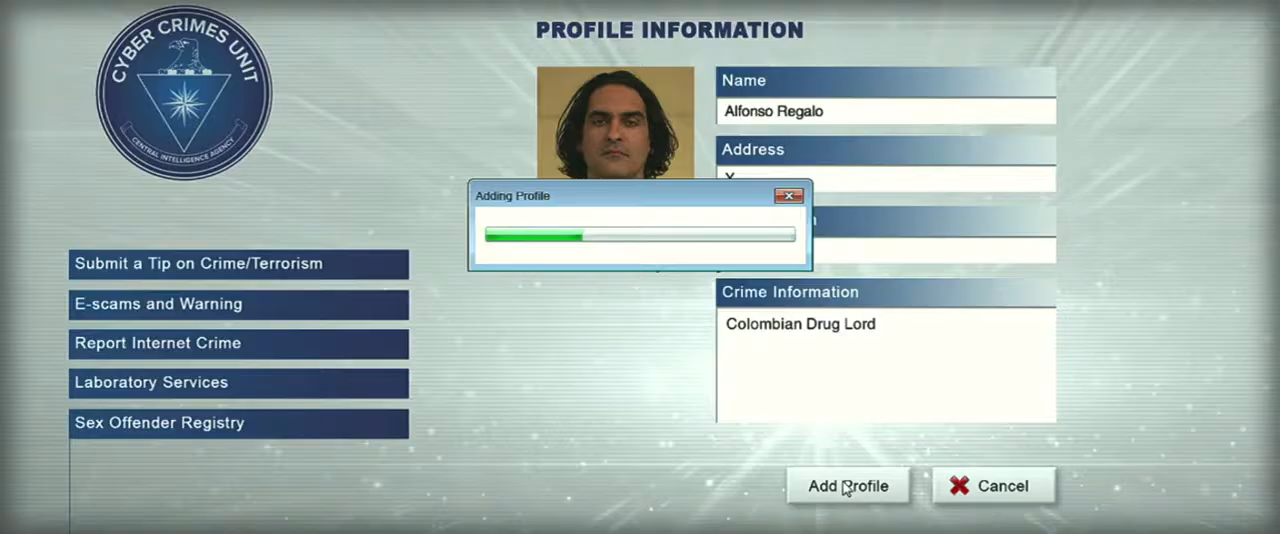 CYBER CRIMES UNIT
CENTRAL INTELLIGENCE AGENCY
PROFILE INFORMATION
Name
Alfonso Regalo
Address
Adding Profile
Crime Information
Colombian Drug Lord
Submit a Tip on Crime/Terrorism
E-scams and Warning
Report Internet Crime
Laboratory Services
Sex Offender Registry
Add Profile
Cancel